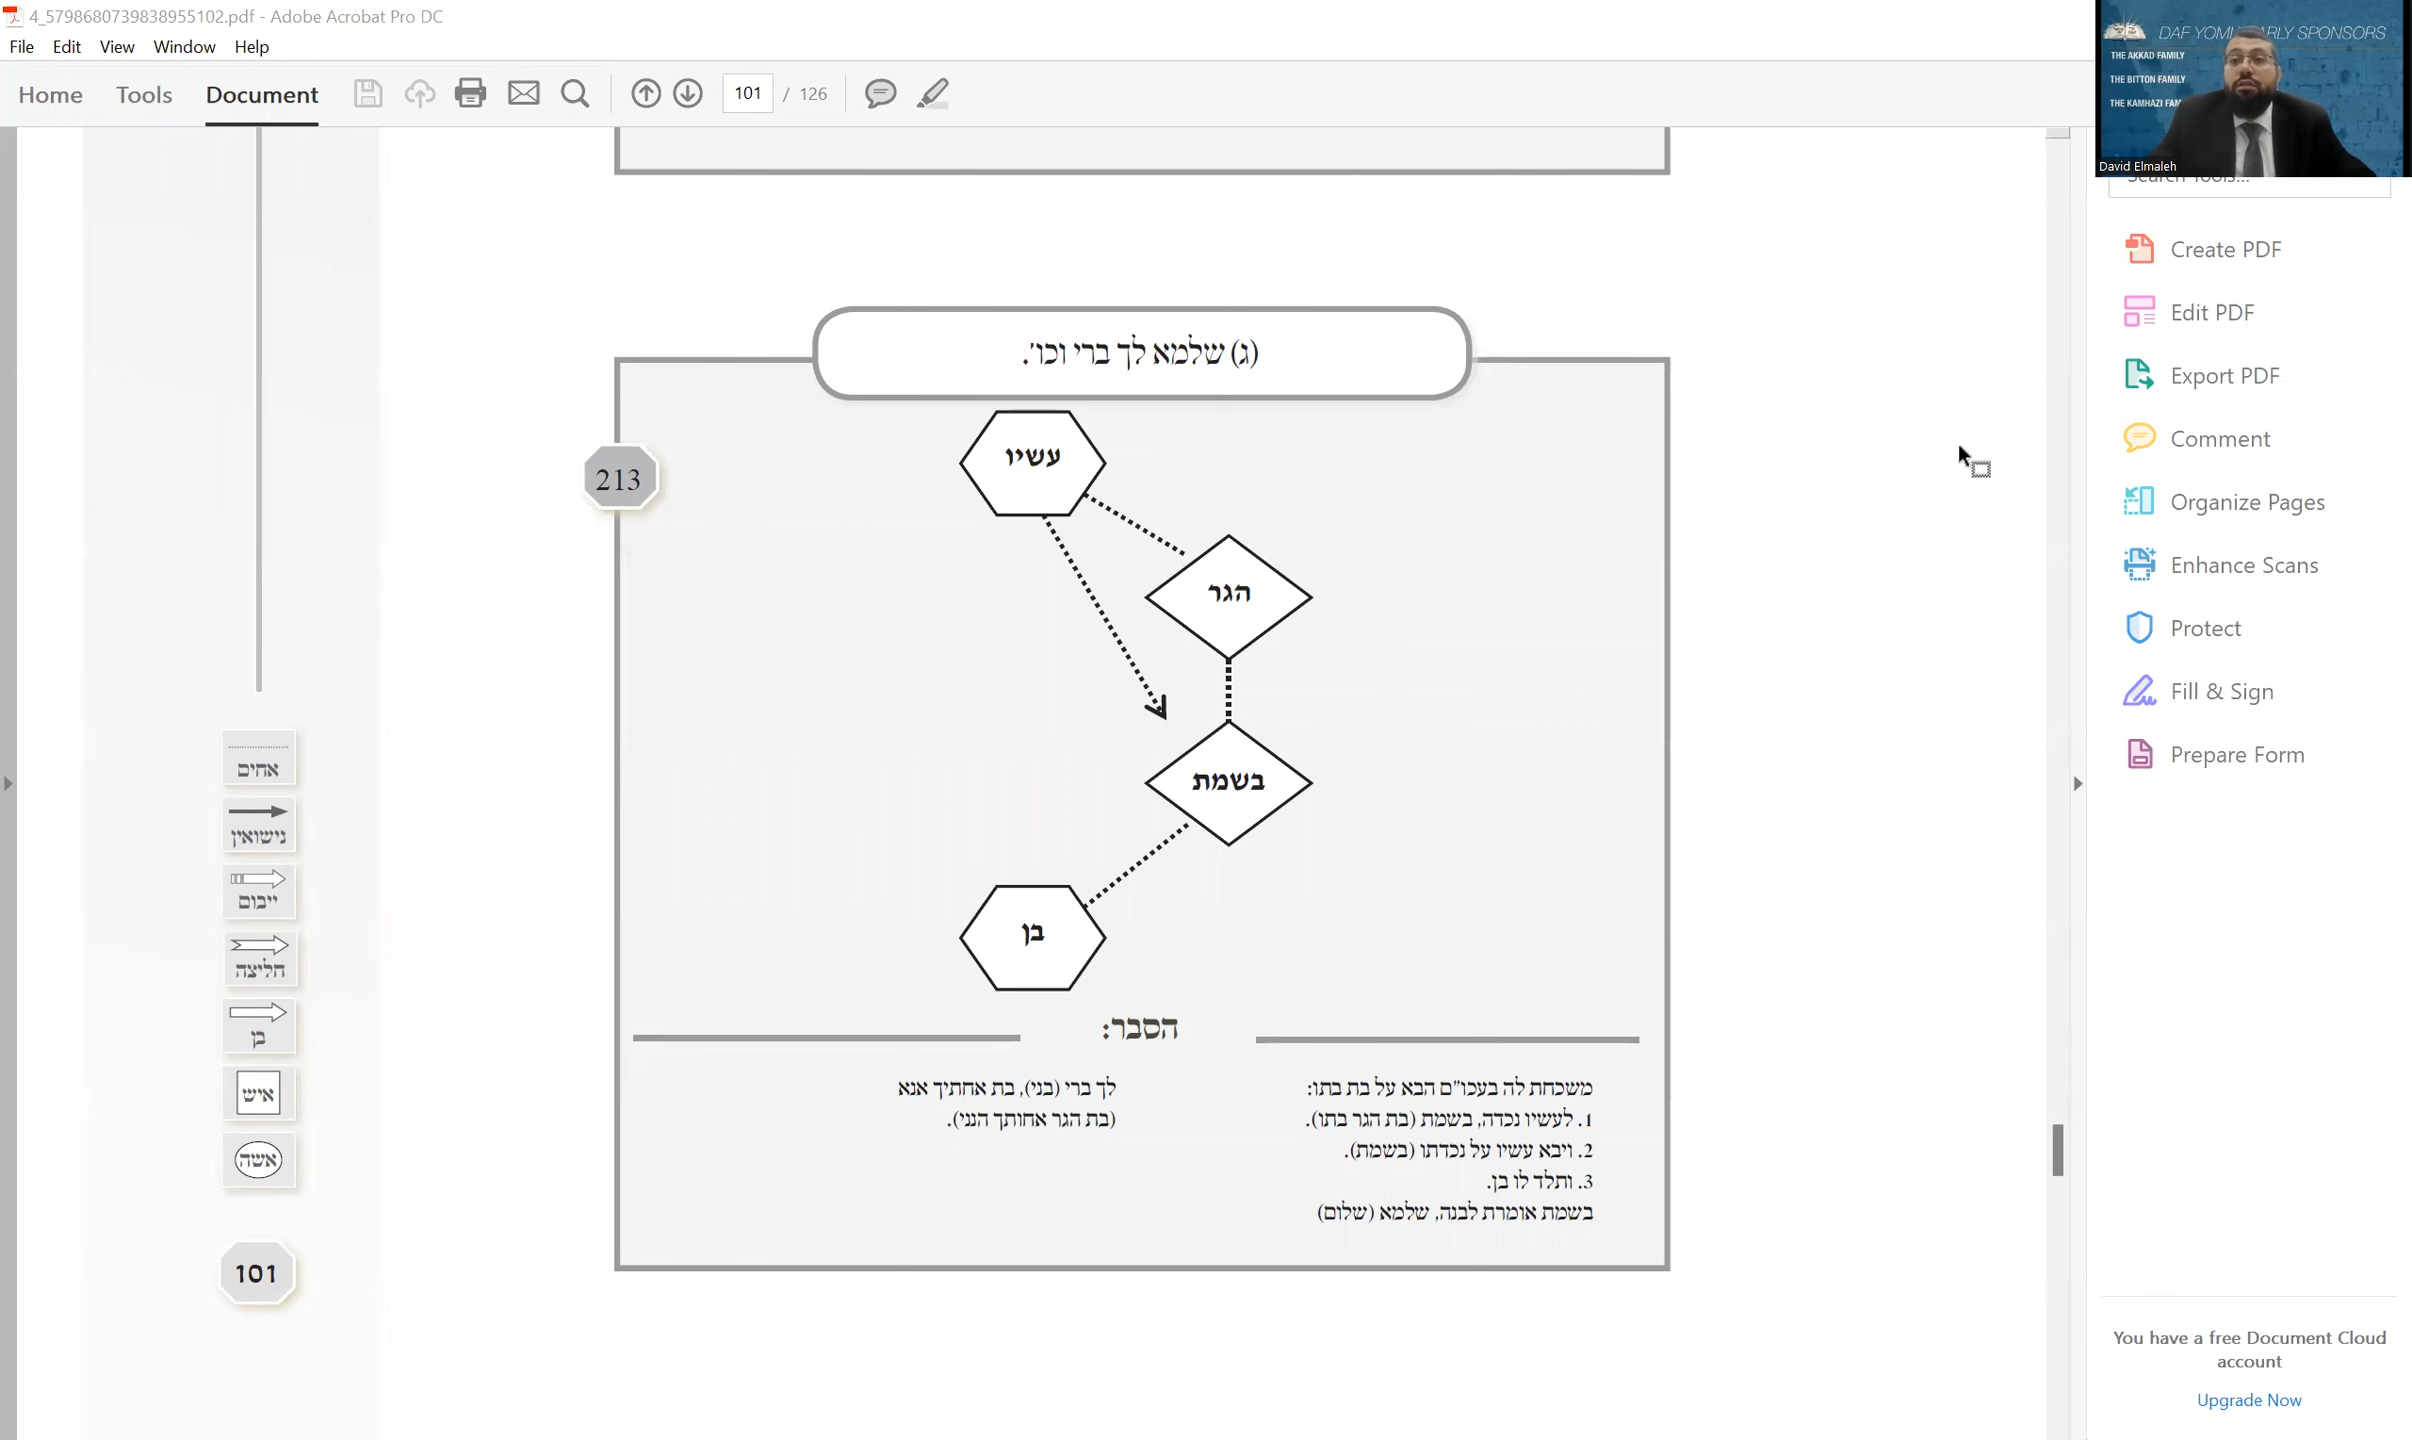 4_5798680739838955102.pdf - Adobe Acrobat Pro DC
File Edit View Window Help
Home Tools Document 101 / 126
DAF YOMI
SPONSORS
THE AKKAD FAMILY
THE BITTON FAMILY
THE KAMHAZI FAM
David Elmaleh
Create PDF
Edit PDF
Export PDF
Comment
Organize Pages
Enhance Scans
Protect
Fill & Sign
Prepare Form
You have a free Document Cloud
account
Upgrade Now
(ג) שלמא לך ברי וכו'.
213
עשיו
הגר
בשמת
בן
הסבר:
משכחת לה בעכו"ם הבא על בת בתו:
1. לעשיו נכדה, בשמת (בת הגר בתו).
2. ויבא עשיו על נכדתו (בשמת).
3. ותלד לו בן.
בשמת אומרת לבנה, שלמא (שלום)
לך ברי (בני), בת אחתיך אנא
(בת הגר אחותך הנני).
אחים
נישואין
ייבום
חליצה
בן
איש
אשה
101